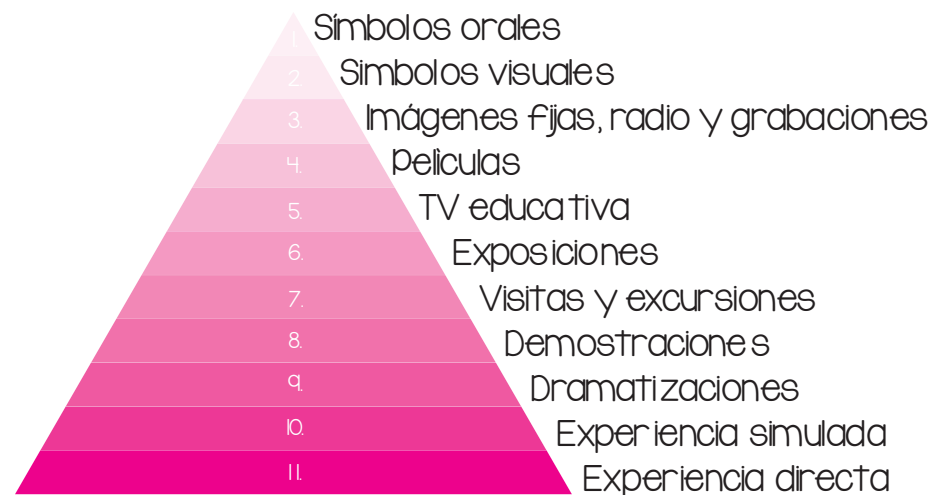 1. Símbolos orales
2. Simbolos visuales
3. Imágenes fijas, radio y grabaciones
4. Películas
5. TV educativa
6. Exposiciones
7. Visitas y excursiones
8. Demostraciones
9. Dramatizaciones
10. Experiencia simulada
11. Experiencia directa